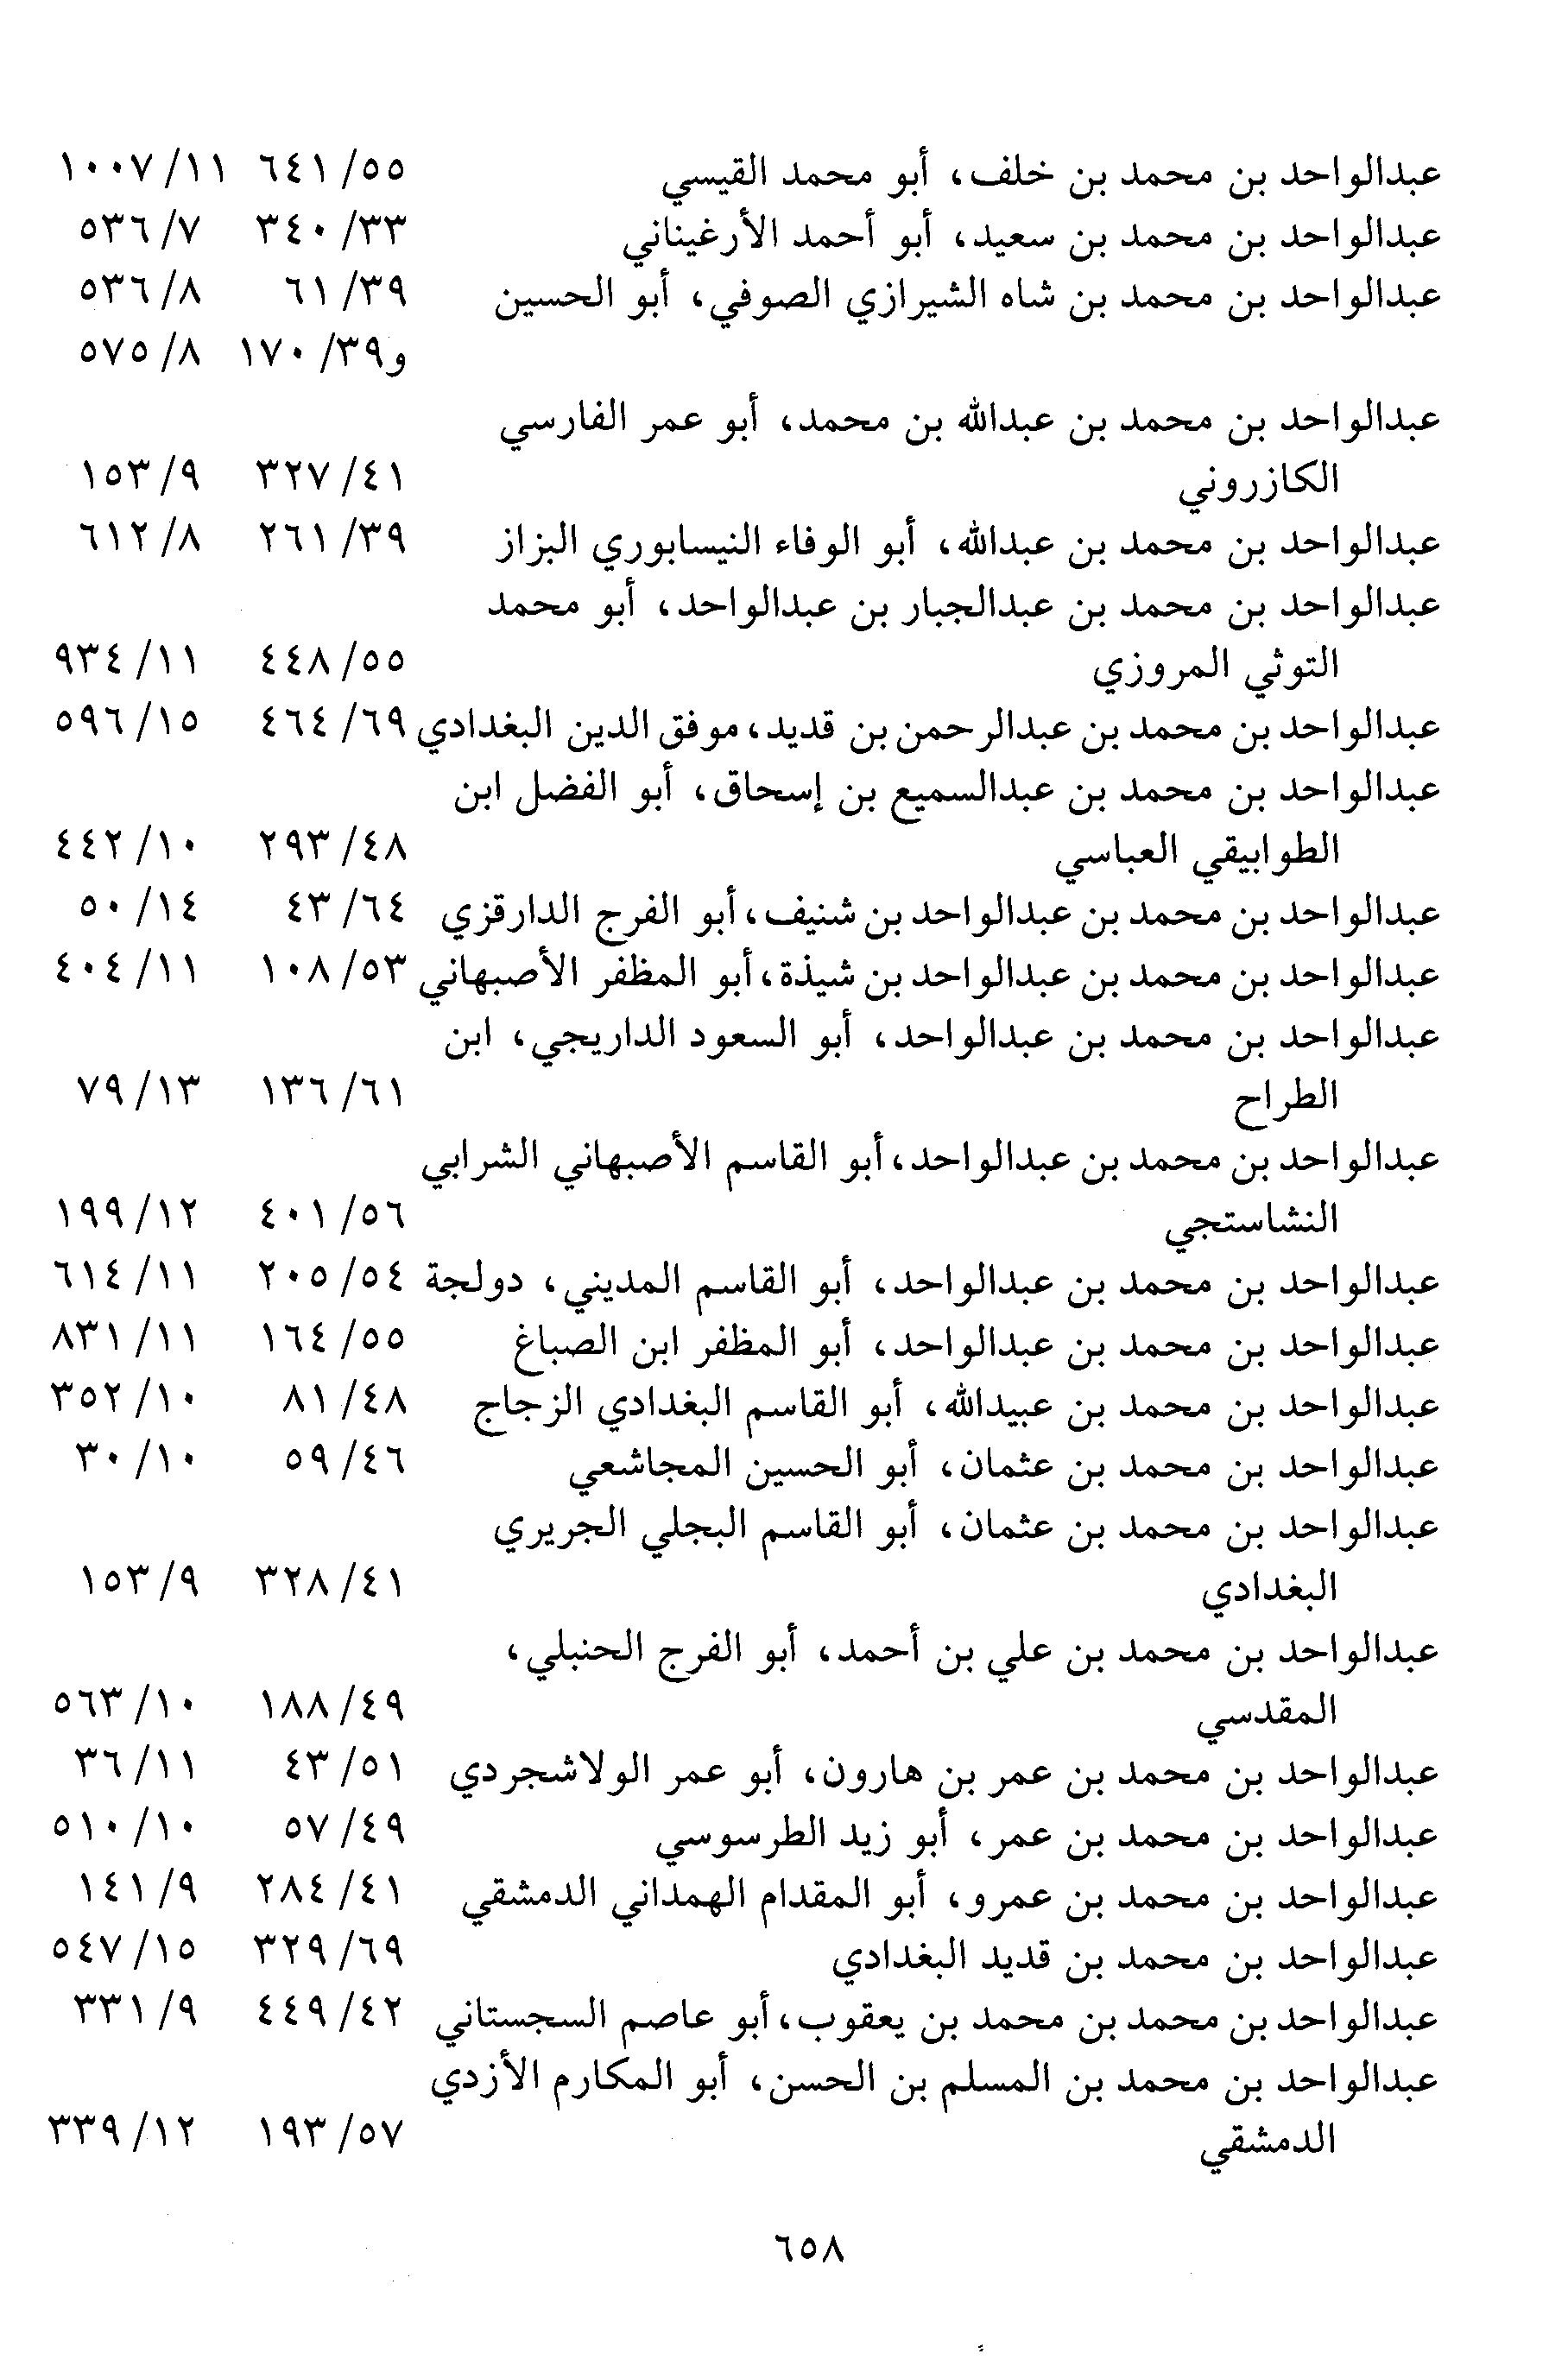 عبدالواحد بن محمد بن خلف، أبو محمد القيسي ٥٥/ ٦٤١ ١١/ ١٠٠٧
عبدالواحد بن محمد بن سعيد، أبو أحمد الأرغيناني ٣٣/ ٣٤٠ ٧/ ٥٣٦
عبدالواحد بن محمد بن شاه الشيرازي الصوفي، أبو الحسين ٣٩/ ٦١ ٨/ ٥٣٦
و٣٩/ ١٧٠ ٨/ ٥٧٥
عبدالواحد بن محمد بن عبدالله بن محمد، أبو عمر الفارسي
الكازروني ٤١/ ٣٢٧ ٩/ ١٥٣
عبدالواحد بن محمد بن عبدالله، أبو الوفاء النيسابوري البزاز ٣٩/ ٢٦١ ٨/ ٦١٢
عبدالواحد بن محمد بن عبدالجبار بن عبدالواحد، أبو محمد
التوثي المروزي ٥٥/ ٤٤٨ ١١/ ٩٣٤
عبدالواحد بن محمد بن عبدالرحمن بن قديد، موفق الدين البغدادي ٦٩/ ٤٦٤ ١٥/ ٥٩٦
عبدالواحد بن محمد بن عبدالسميع بن إسحاق، أبو الفضل ابن
الطوابيقي العباسي ٤٨/ ٢٩٣ ١٠/ ٤٤٢
عبدالواحد بن محمد بن عبدالواحد بن شنيف، أبو الفرج الدارقزي ٦٤/ ٤٣ ١٤/ ٥٠
عبدالواحد بن محمد بن عبدالواحد بن شيذة، أبو المظفر الأصبهاني ٥٣/ ١٠٨ ١١/ ٤٠٤
عبدالواحد بن محمد بن عبدالواحد، أبو السعود الداريجي، ابن
الطراح ٦١/ ١٣٦ ١٣/ ٧٩
عبدالواحد بن محمد بن عبدالواحد، أبو القاسم الأصبهاني الشرابي
النشاستجي ٥٦/ ٤٠١ ١٢/ ١٩٩
عبدالواحد بن محمد بن عبدالواحد، أبو القاسم المديني، دولجة ٥٤/ ٢٠٥ ١١/ ٦١٤
عبدالواحد بن محمد بن عبدالواحد، أبو المظفر ابن الصباغ ٥٥/ ١٦٤ ١١/ ٨٣١
عبدالواحد بن محمد بن عبيدالله، أبو القاسم البغدادي الزجاج ٤٨/ ٨١ ١٠/ ٣٥٢
عبدالواحد بن محمد بن عثمان، أبو الحسين المجاشعي ٤٦/ ٥٩ ١٠/ ٣٠
عبدالواحد بن محمد بن عثمان، أبو القاسم البجلي الجريري
البغدادي ٤١/ ٣٢٨ ٩/ ١٥٣
عبدالواحد بن محمد بن علي بن أحمد، أبو الفرج الحنبلي،
المقدسي ٤٩/ ١٨٨ ١٠/ ٥٦٣
عبدالواحد بن محمد بن عمر بن هارون، أبو عمر الولاشجردي ٥١/ ٤٣ ١١/ ٣٦
عبدالواحد بن محمد بن عمر، أبو زيد الطرسوسي ٤٩/ ٥٧ ١٠/ ٥١٠
عبدالواحد بن محمد بن عمرو، أبو المقدام الهمداني الدمشقي ٤١/ ٢٨٤ ٩/ ١٤١
عبدالواحد بن محمد بن قديد البغدادي ٦٩/ ٣٢٩ ١٥/ ٥٤٧
عبدالواحد بن محمد بن محمد بن يعقوب، أبو عاصم السجستاني ٤٢/ ٤٤٩ ٩/ ٣٣١
عبدالواحد بن محمد بن المسلم بن الحسن، أبو المكارم الأزدي
الدمشقي ٥٧/ ١٩٣ ١٢/ ٣٣٩
٦٥٨